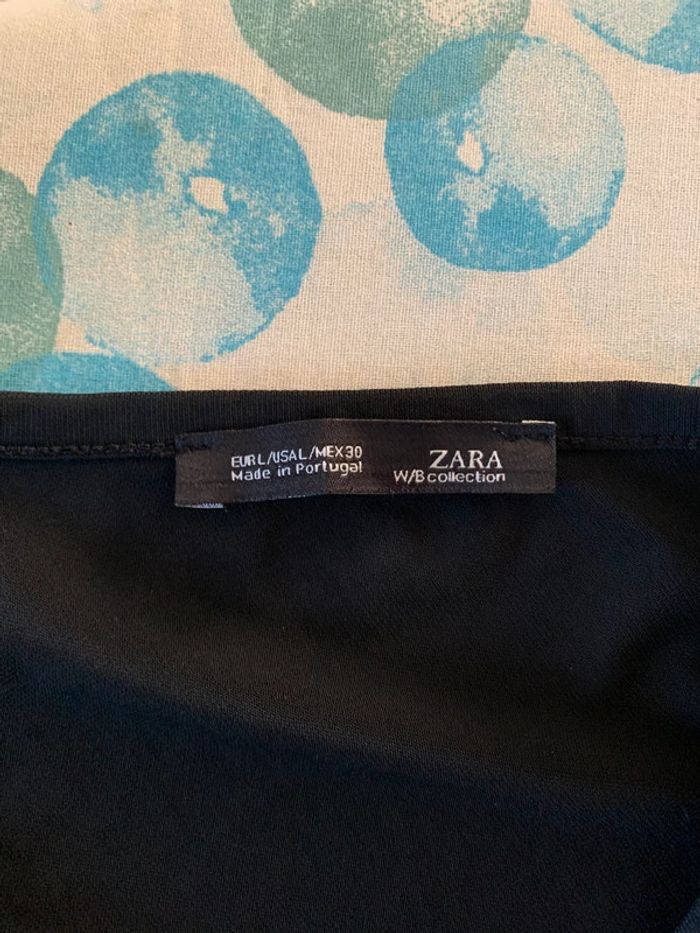 EUR L/USA L/MEX 30
Made in Portugal
ZARA
W/B collection